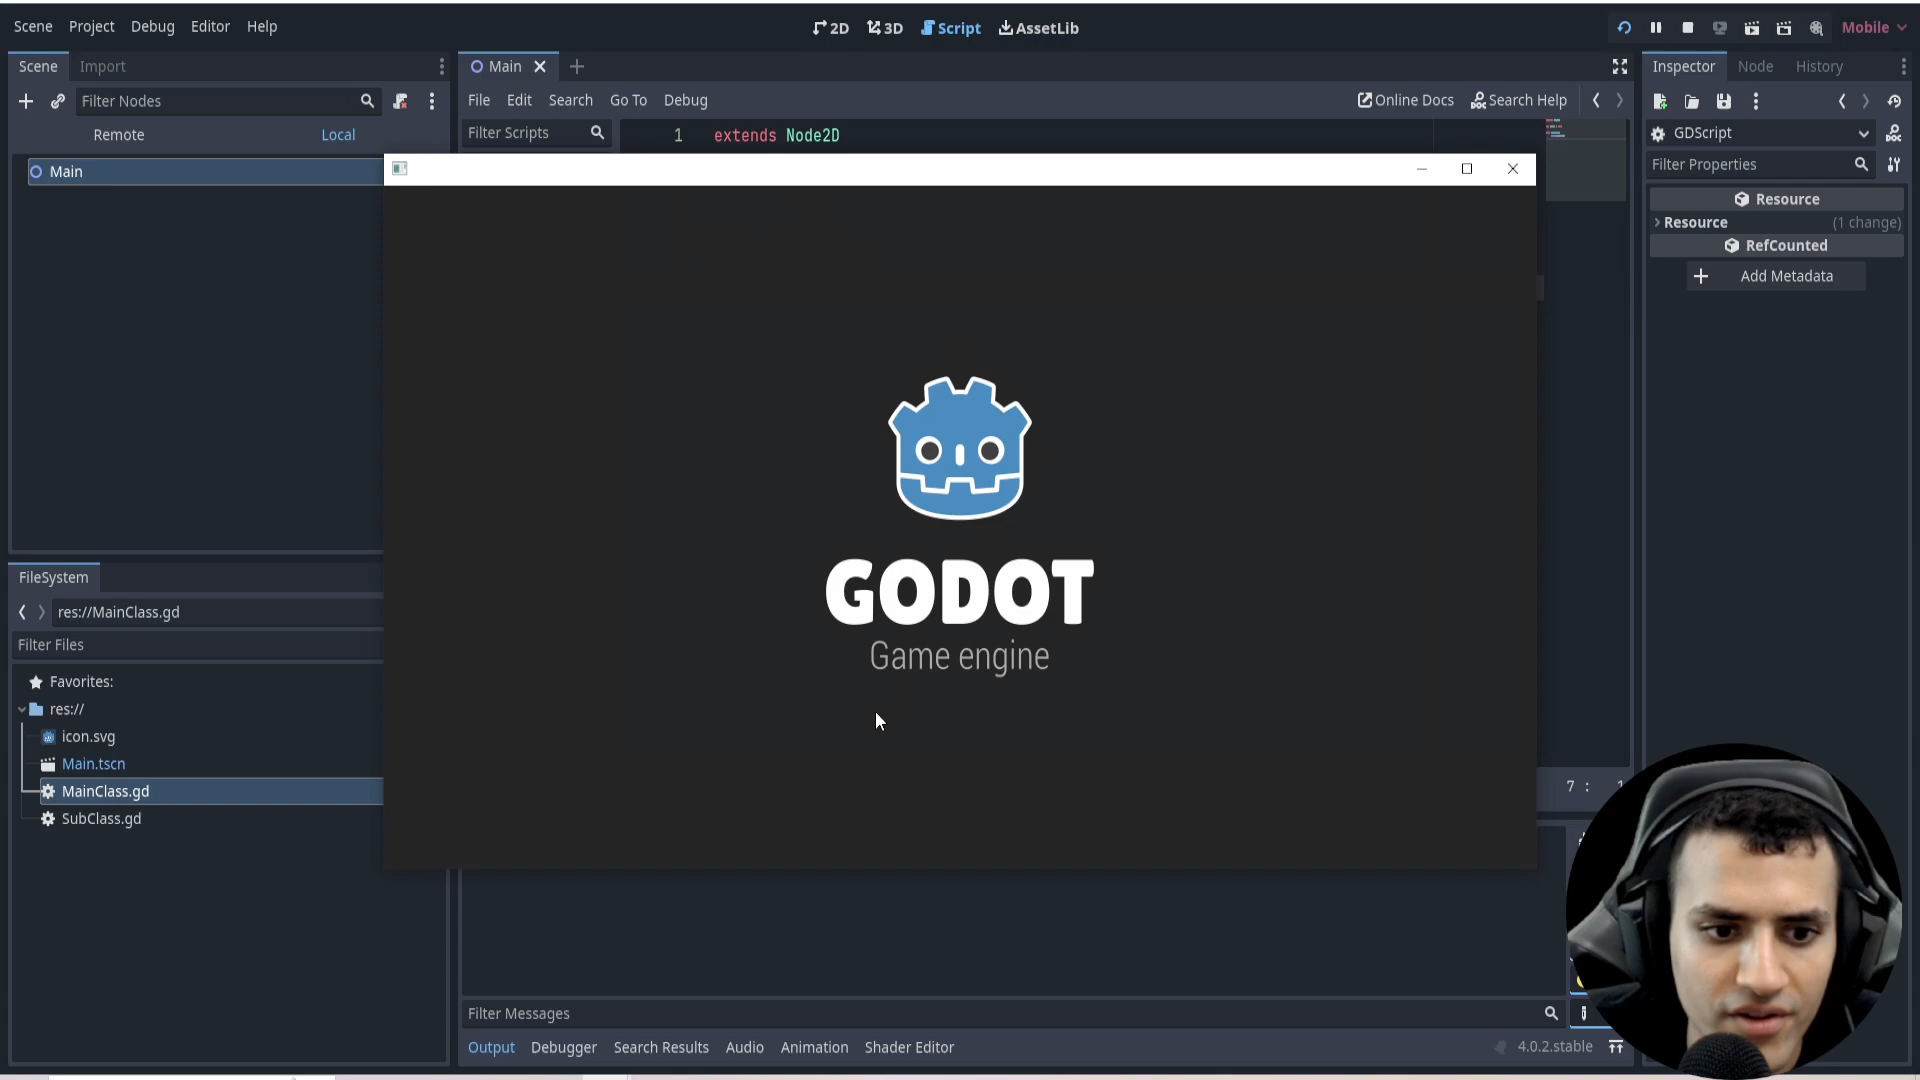 Scene Project Debug Editor Help
2D 3D Script AssetLib
Mobile
Scene Import
Main
Inspector Node History
Filter Nodes
File Edit Search Go To Debug
Online Docs Search Help
Remote Local
Filter Scripts
1 extends Node2D
GDScript
Filter Properties
Main
Resource
Resource (1 change)
RefCounted
Add Metadata
GODOT
Game engine
FileSystem
res://MainClass.gd
Filter Files
Favorites:
res://
icon.svg
Main.tscn
MainClass.gd
SubClass.gd
7 :
Filter Messages
Output Debugger Search Results Audio Animation Shader Editor
4.0.2.stable